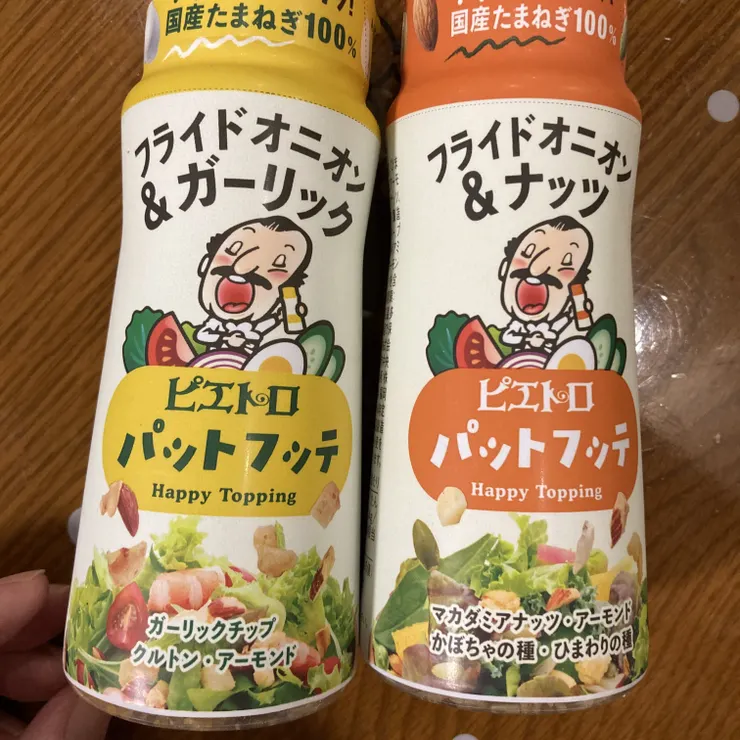 国産たまねぎ100%
フライドオニオン
&ガーリック
ピエトロ
パットフッテ
Happy Topping
ガーリックチップ
クルトン・アーモンド
国産たまねぎ100%
フライドオニオン
&ナッツ
ピエトロ
パットフッテ
Happy Topping
マカダミアナッツ・アーモンド
かぼちゃの種・ひまわりの種